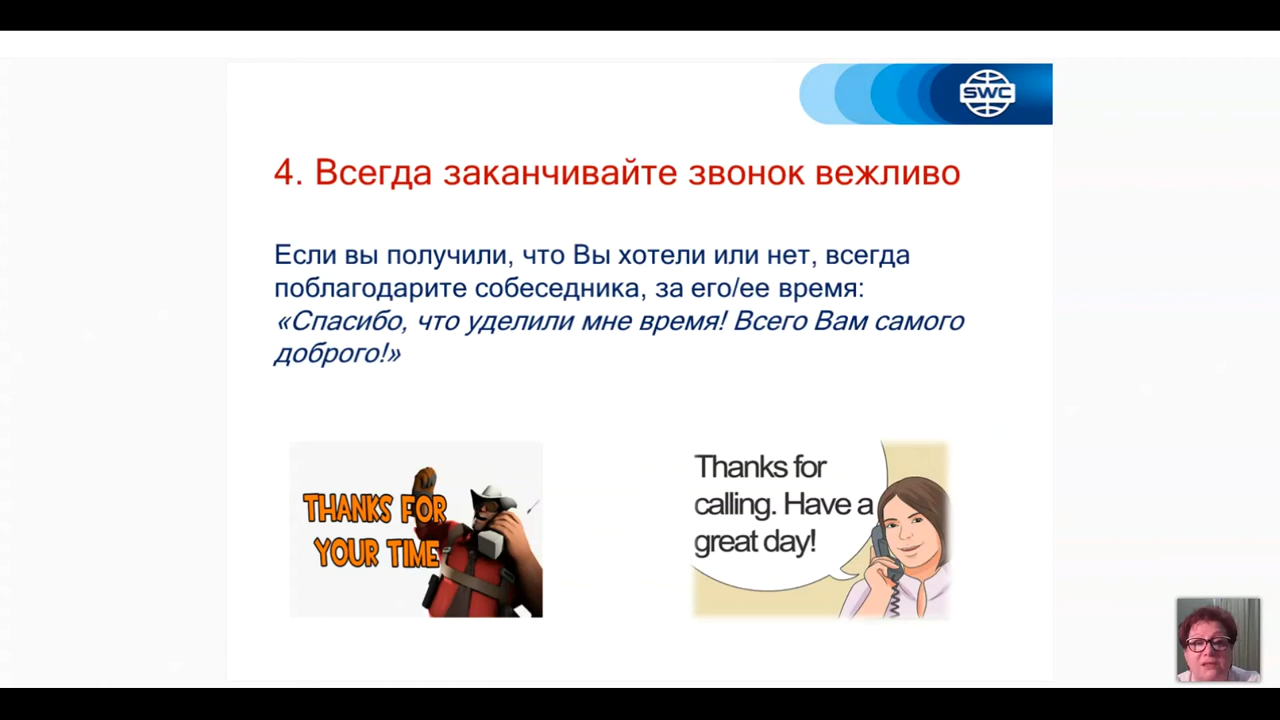 SWC
4. Всегда заканчивайте звонок вежливо
Если вы получили, что Вы хотели или нет, всегда
поблагодарите собеседника, за его/ее время:
«Спасибо, что уделили мне время! Всего Вам самого
доброго!»
THANKS FOR
YOUR TIME
Thanks for
calling. Have a
great day!